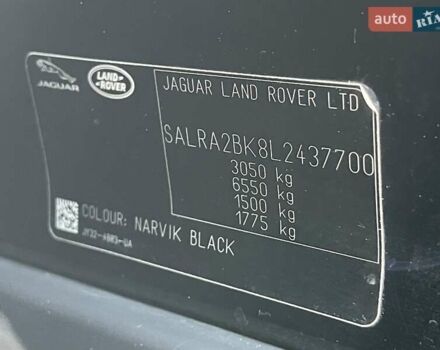 auto RIA
JAGUAR
LAND ROVER
JAGUAR LAND ROVER LTD
SALRA2BK8L2437700
3050 kg
6550 kg
1500 kg
1775 kg
COLOUR: NARVIK BLACK